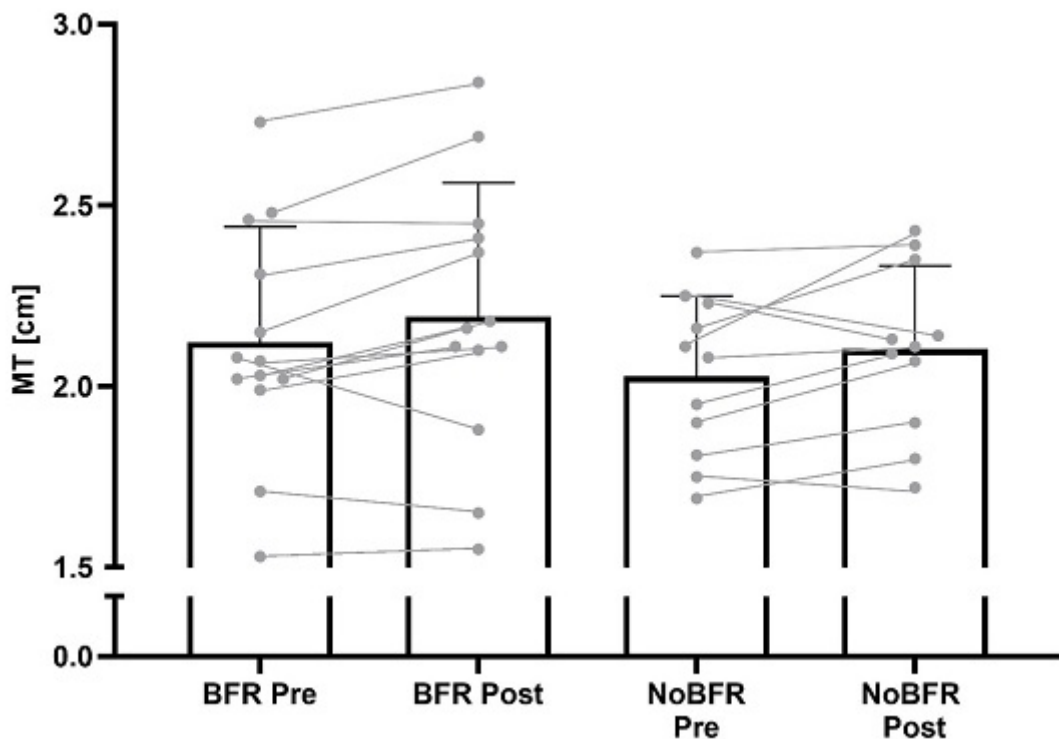 3.0
2.5
2.0
1.5
0.0
MT [cm]
BFR Pre
BFR Post
NoBFR
Pre
NoBFR
Post